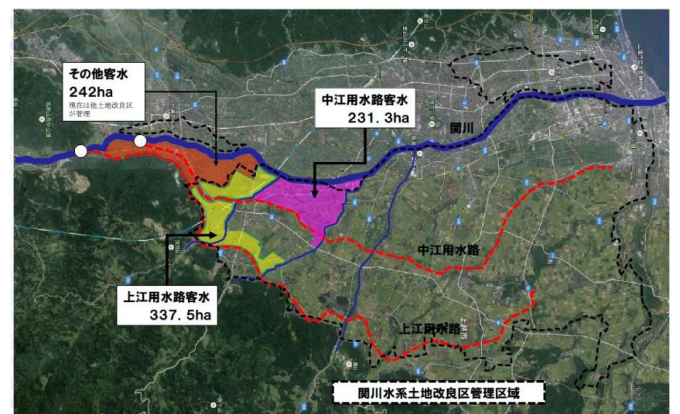 その他客水
242ha
現在は他土地改良区
が管理
中江用水路客水
231.3ha
関川
中江用水路
上江用水路客水
337.5ha
上江用水路
関川水系土地改良区管理区域